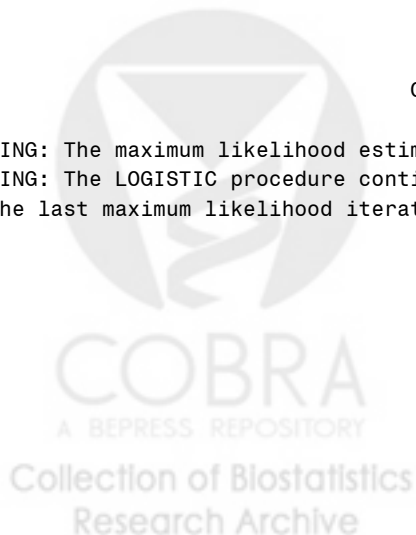 ING: The maximum likelihood estim
ING: The LOGISTIC procedure conti
he last maximum likelihood iterat
COBRA
A BEPRESS REPOSITORY
Collection of Biostatistics
Research Archive